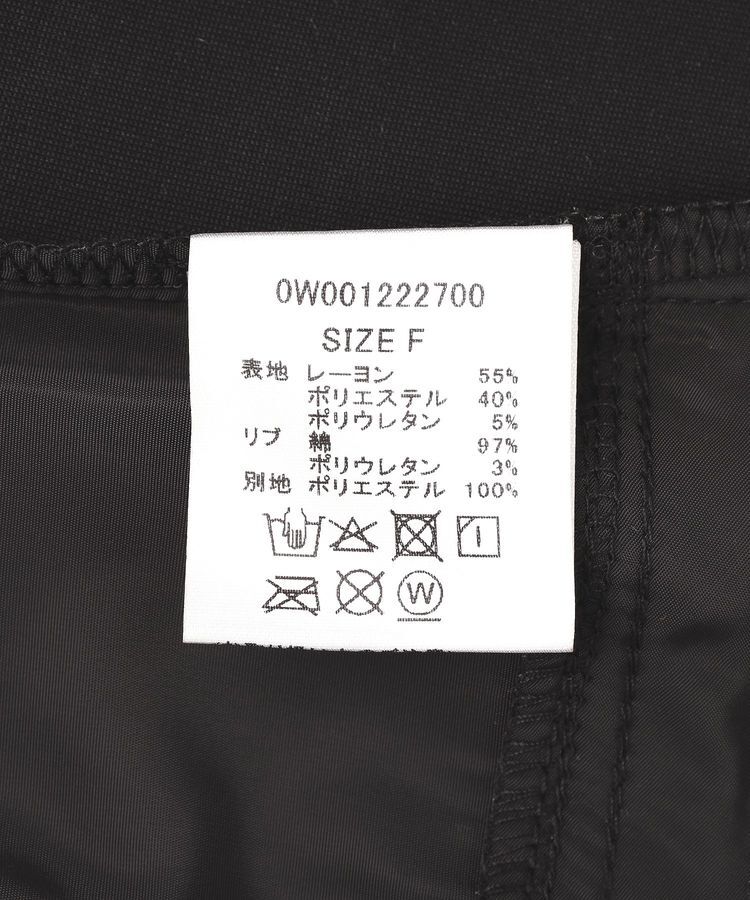 0W001222700
SIZE F
表地 レーヨン 55%
ポリエステル 40%
ポリウレタン 5%
リブ 綿 97%
ポリウレタン 3%
別地 ポリエステル 100%
W